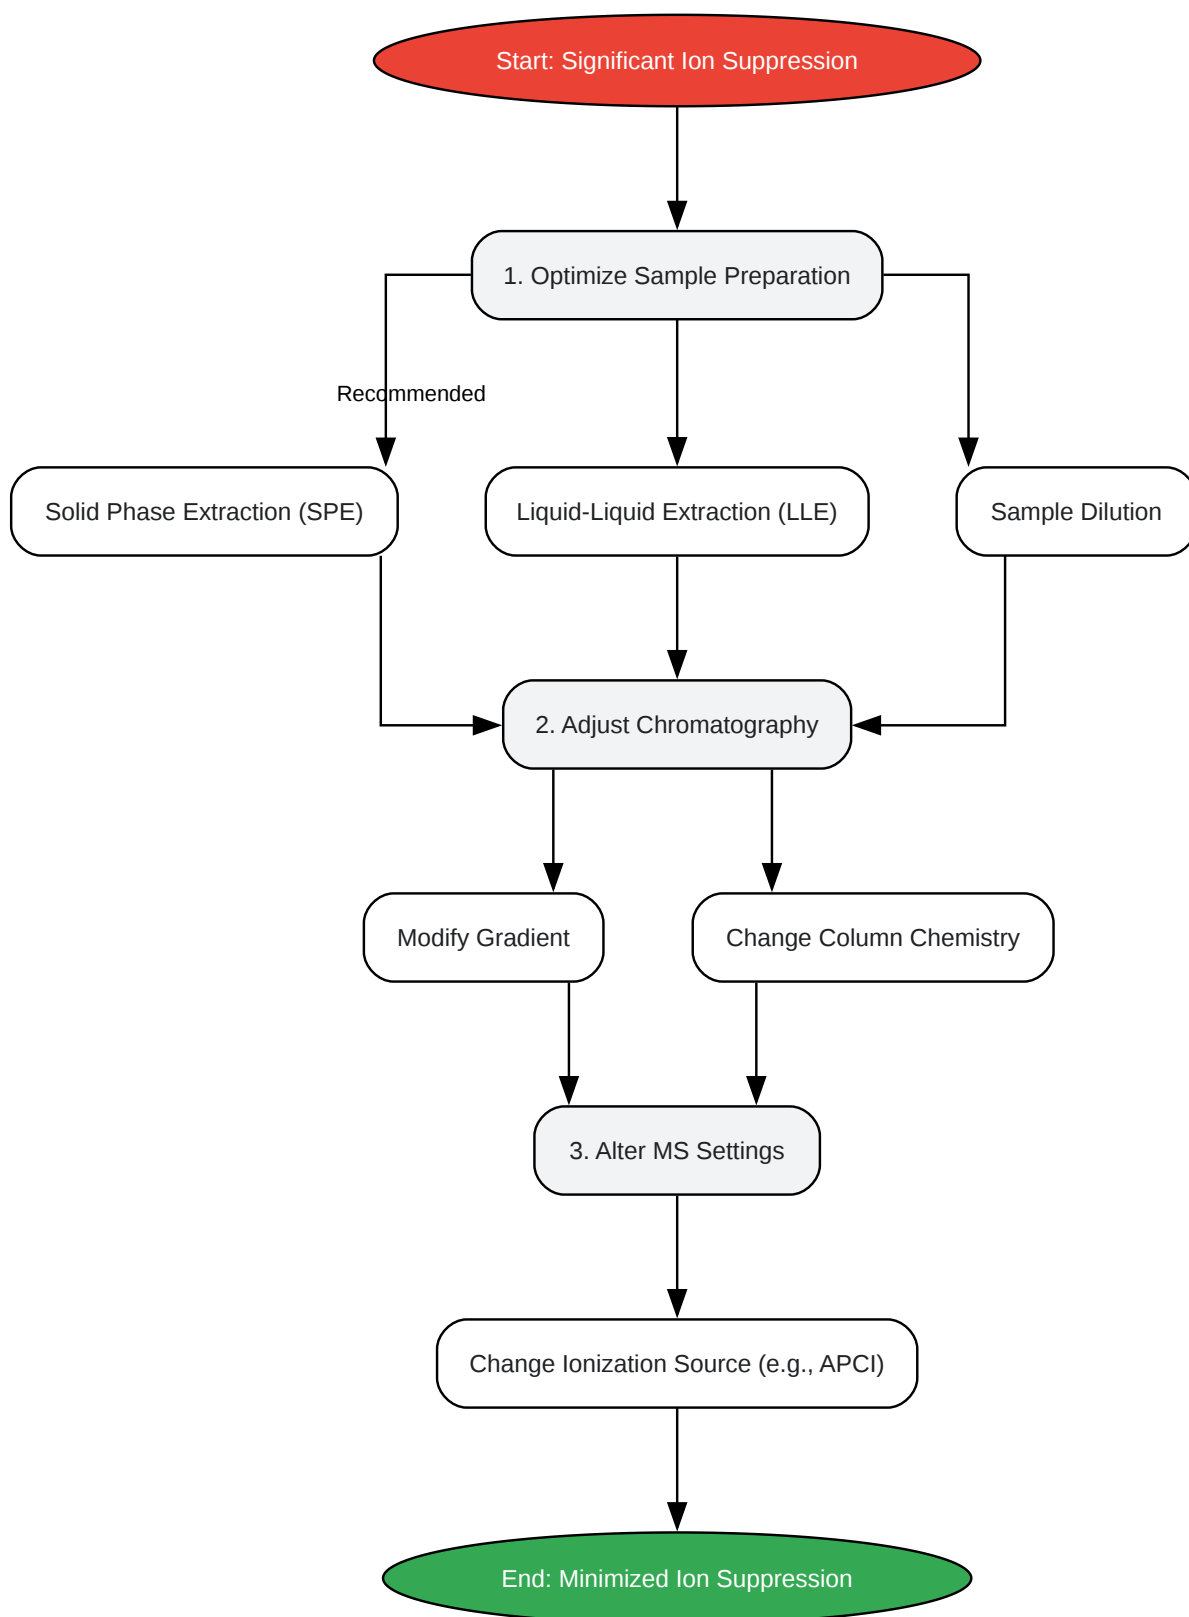 Start: Significant Ion Suppression
1. Optimize Sample Preparation
Recommended
Solid Phase Extraction (SPE)
Liquid-Liquid Extraction (LLE)
Sample Dilution
2. Adjust Chromatography
Modify Gradient
Change Column Chemistry
3. Alter MS Settings
Change Ionization Source (e.g., APCI)
End: Minimized Ion Suppression